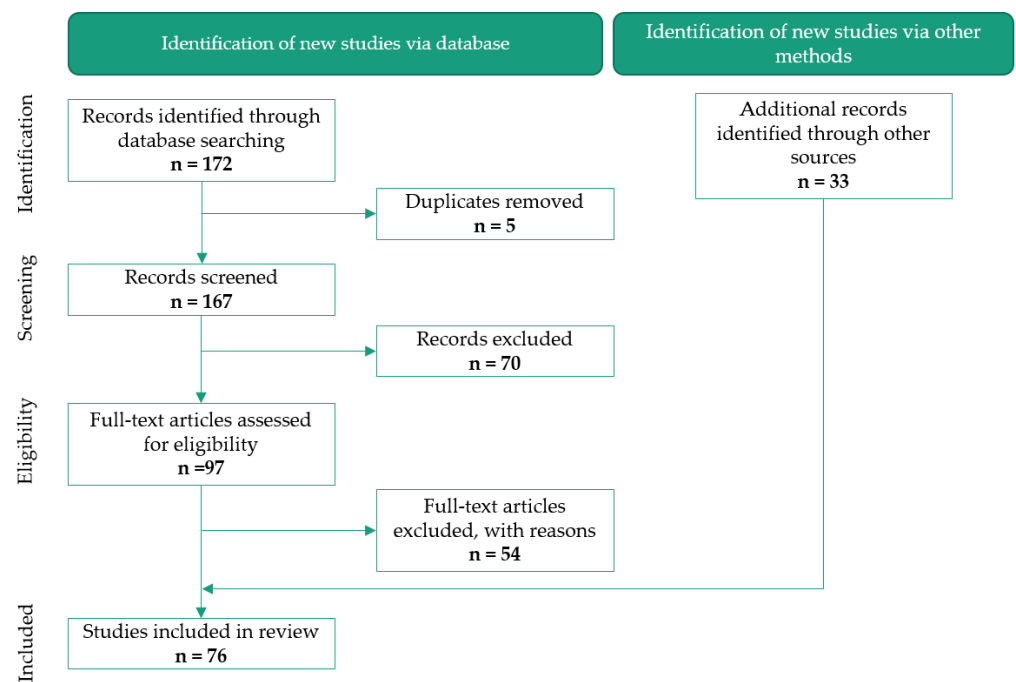 Identification of new studies via database
Identification of new studies via other
methods
Identification
Records identified through
database searching
n = 172
Additional records
identified through other
sources
n = 33
Duplicates removed
n = 5
Screening
Records screened
n = 167
Records excluded
n = 70
Eligibility
Full-text articles assessed
for eligibility
n =97
Full-text articles
excluded, with reasons
n = 54
Included
Studies included in review
n = 76